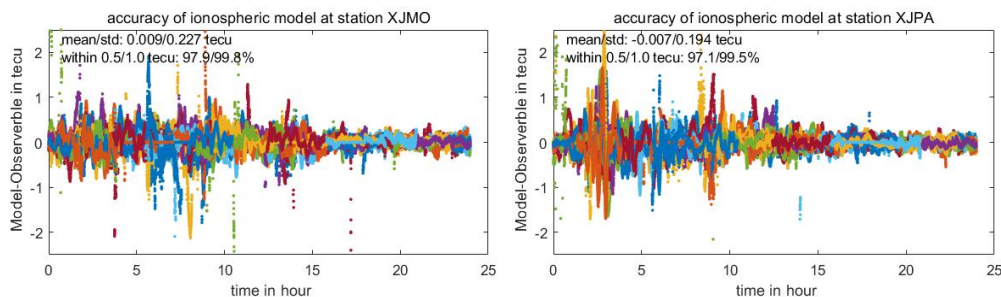 accuracy of ionospheric model at station XJMO
mean/std: 0.009/0.227 tecu
within 0.5/1.0 tecu: 97.9/99.8%
Model-Observerble in tecu
2
1
0
-1
-2
0
5
10
15
20
25
time in hour
accuracy of ionospheric model at station XJPA
mean/std: -0.007/0.194 tecu
within 0.5/1.0 tecu: 97.1/99.5%
Model-Observerble in tecu
2
1
0
-1
-2
0
5
10
15
20
25
time in hour